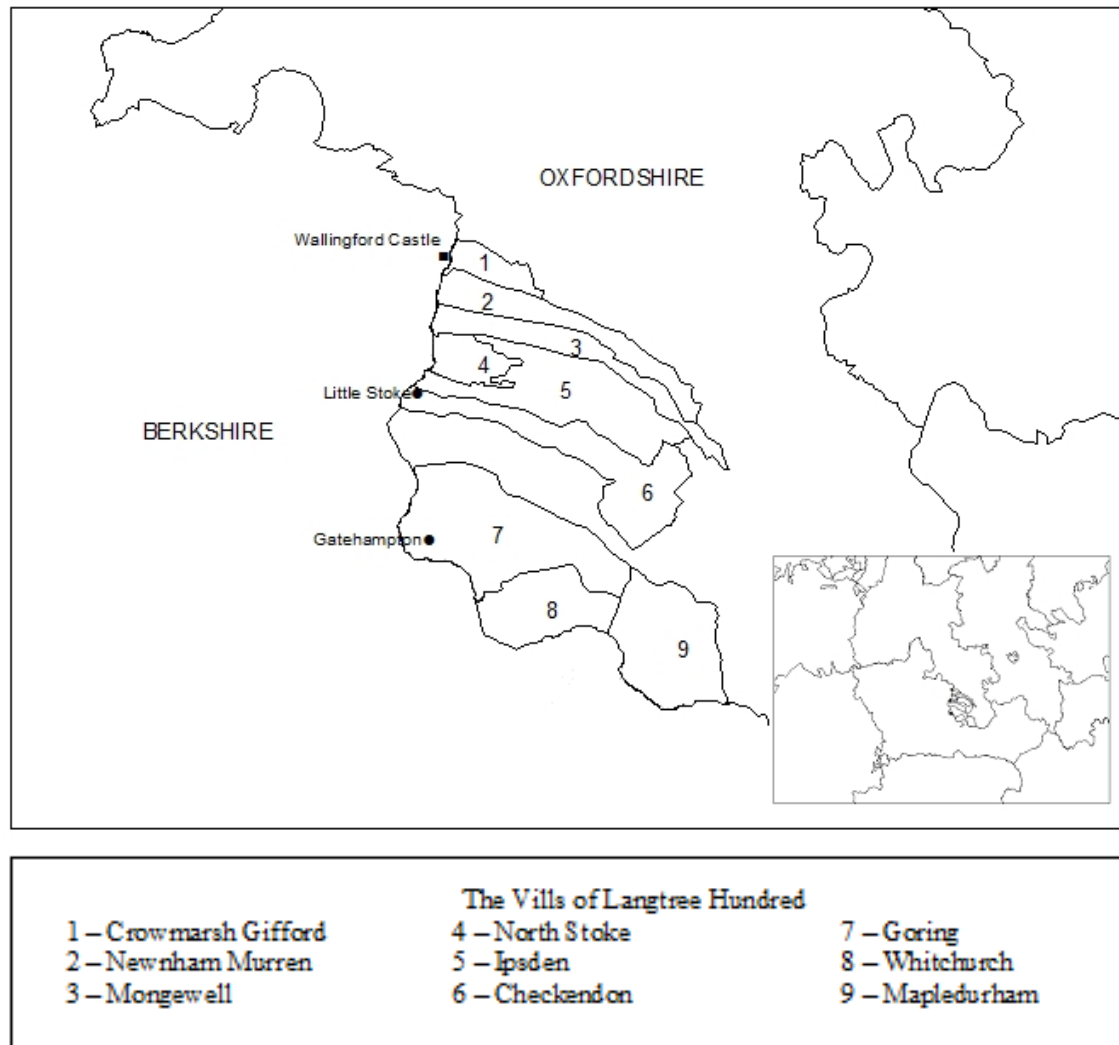 OXFORDSHIRE
Wallingford Castle
1
2
3
4
5
Little Stoke
BERKSHIRE
6
7
Gatehampton
8
9
The Vills of Langtree Hundred
1 – Crowmarsh Gifford 4 – North Stoke 7 – Goring
2 – Newnham Murren 5 – Ipsden 8 – Whitchurch
3 – Mongewell 6 – Checkendon 9 – Mapledurham